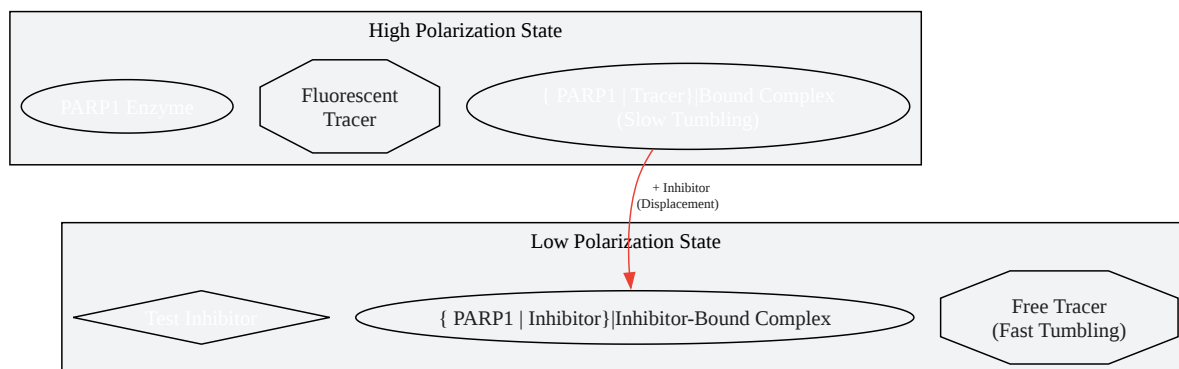 High Polarization State
PARP1 Enzyme
Fluorescent
Tracer
{ PARP1 | Tracer}|Bound Complex
(Slow Tumbling)
+ Inhibitor
(Displacement)
Low Polarization State
Test Inhibitor
{ PARP1 | Inhibitor}|Inhibitor-Bound Complex
Free Tracer
(Fast Tumbling)